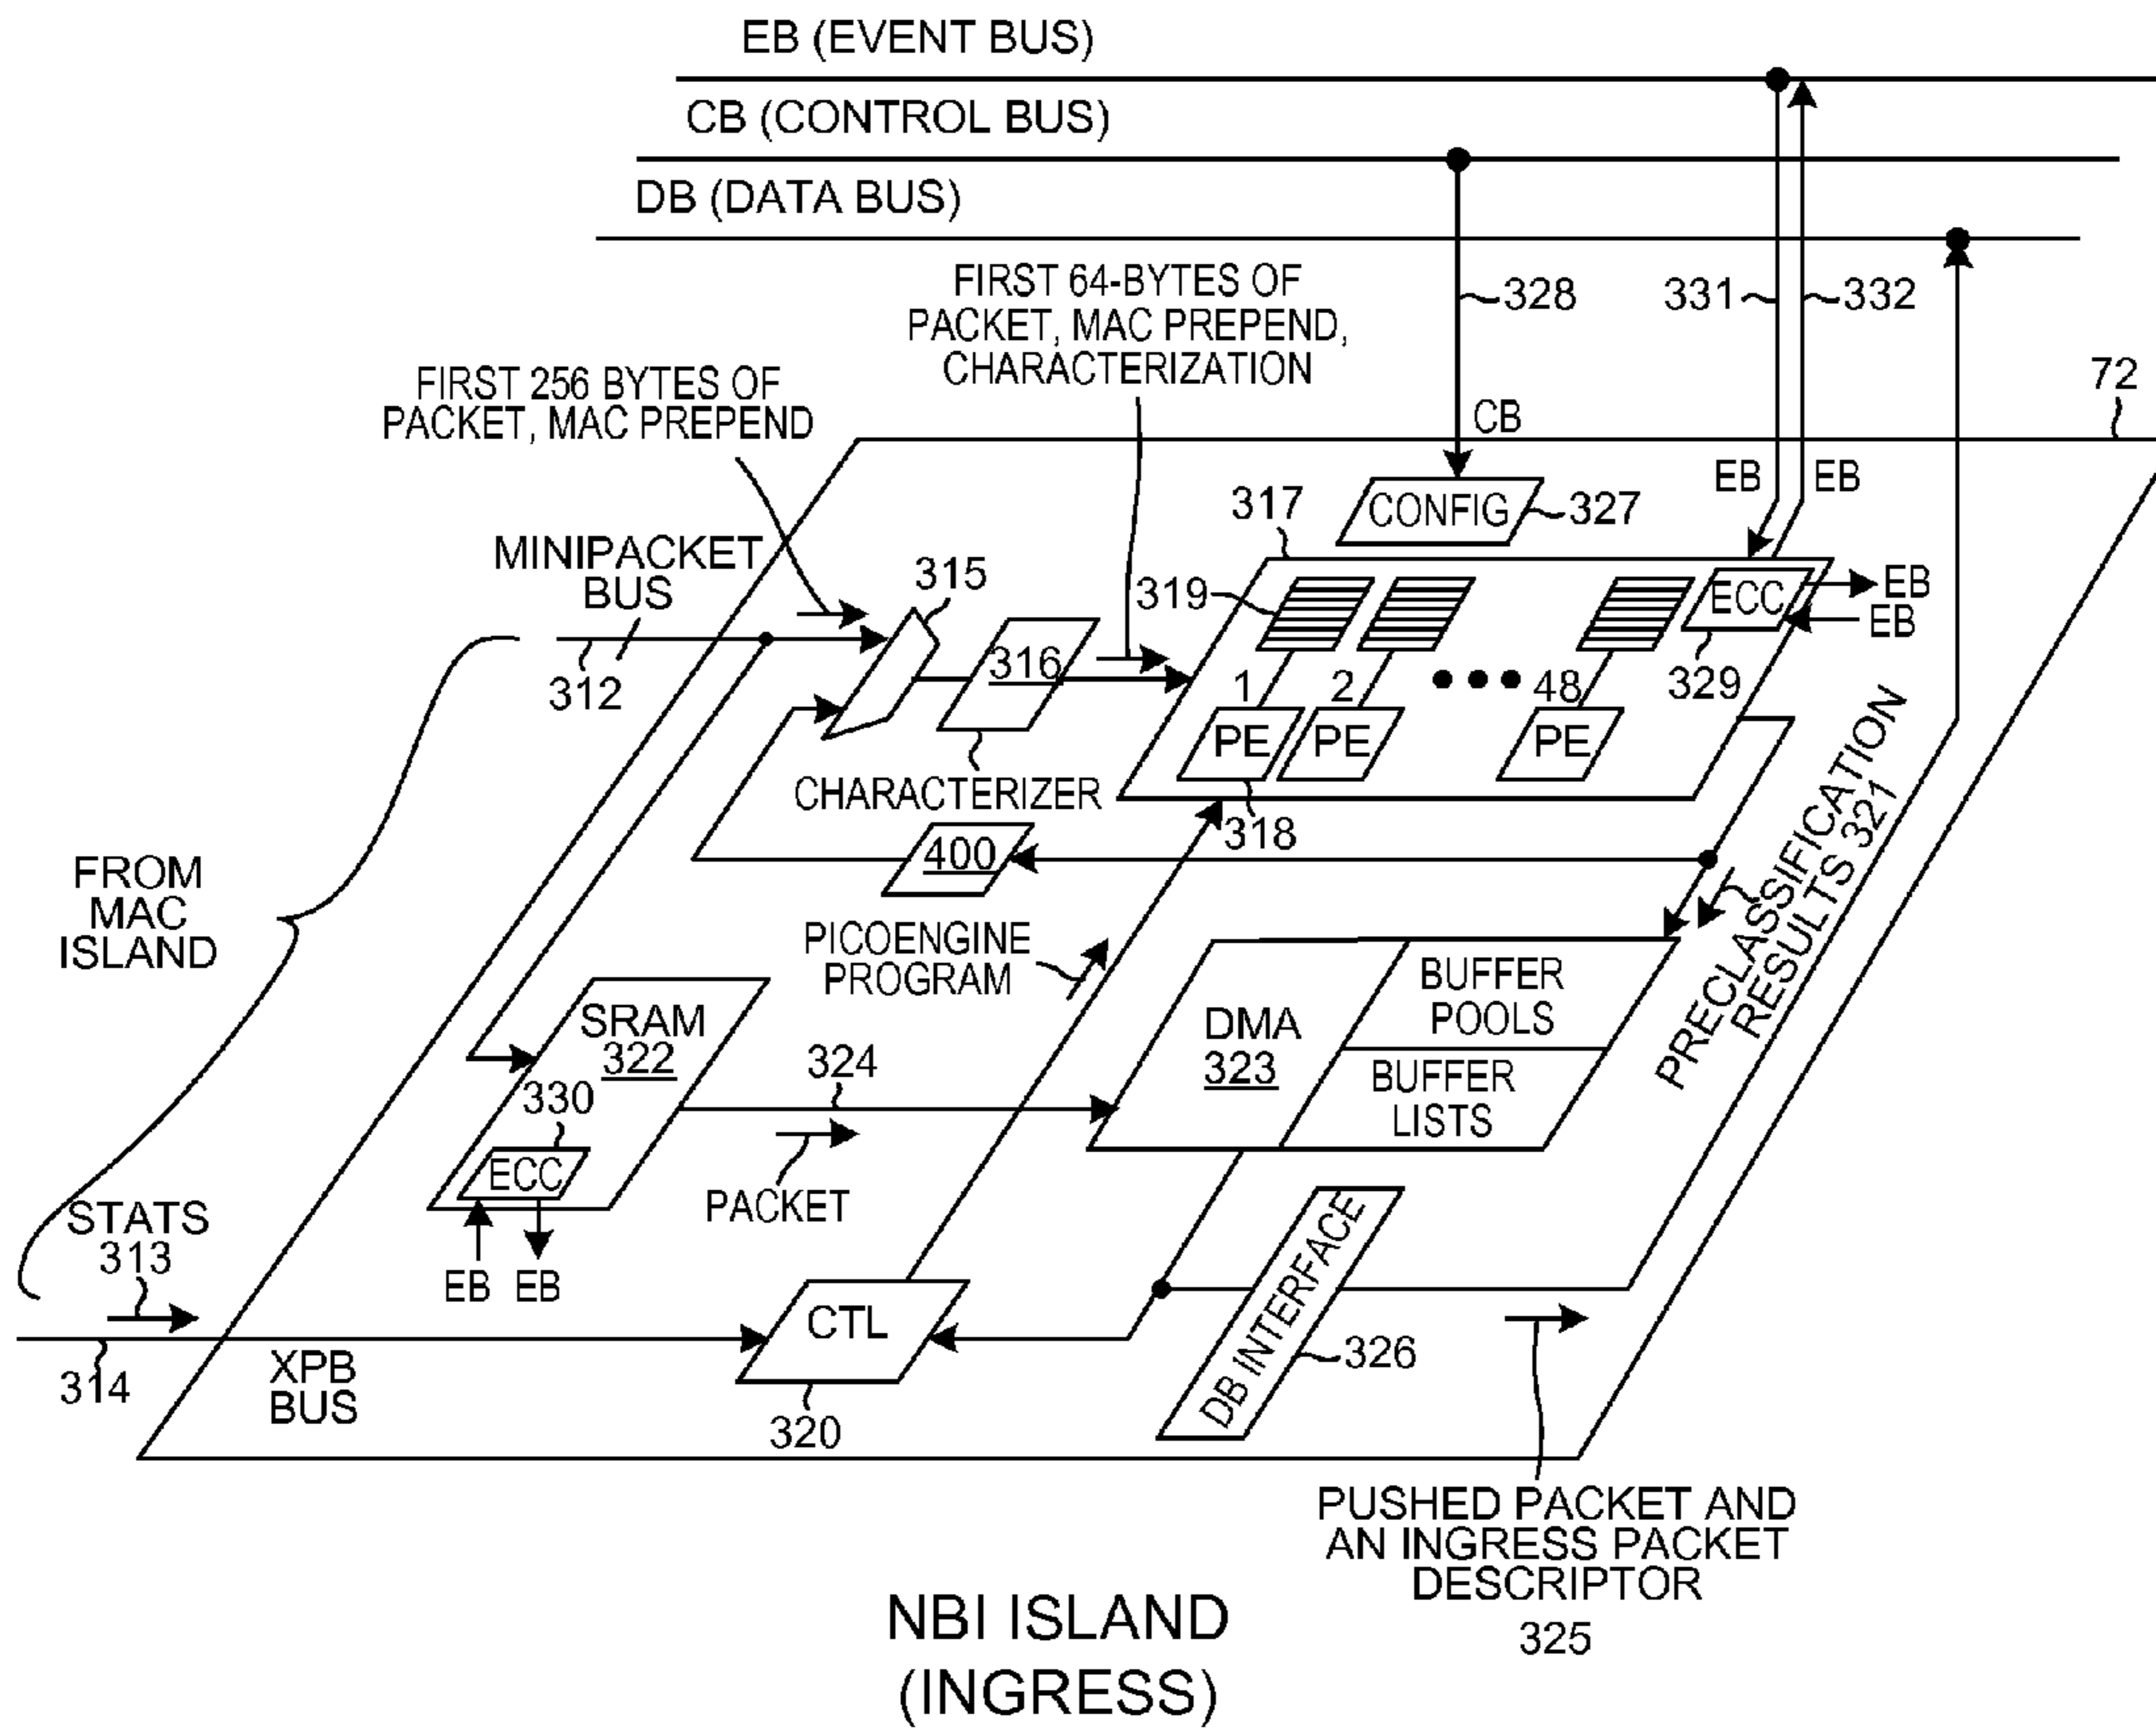 EB (EVENT BUS)
CB (CONTROL BUS)
DB (DATA BUS)
FIRST 64-BYTES OF
PACKET, MAC PREPEND,
CHARACTERIZATION
328
331
332
FIRST 256 BYTES OF
PACKET, MAC PREPEND
72
CB
EB
EB
CONFIG
327
317
MINIPACKET
BUS
315
319
ECC
EB
EB
312
316
1
2
48
329
PE
PE
PE
CHARACTERIZER
318
400
FROM
MAC
ISLAND
PICOENGINE
PROGRAM
PRECLASSIFICATION
RESULTS 321
SRAM
322
324
DMA
323
BUFFER
POOLS
BUFFER
LISTS
330
ECC
PACKET
STATS
313
EB
EB
CTL
DB INTERFACE
326
314
XPB
BUS
320
PUSHED PACKET AND
AN INGRESS PACKET
DESCRIPTOR
325
NBI ISLAND
(INGRESS)